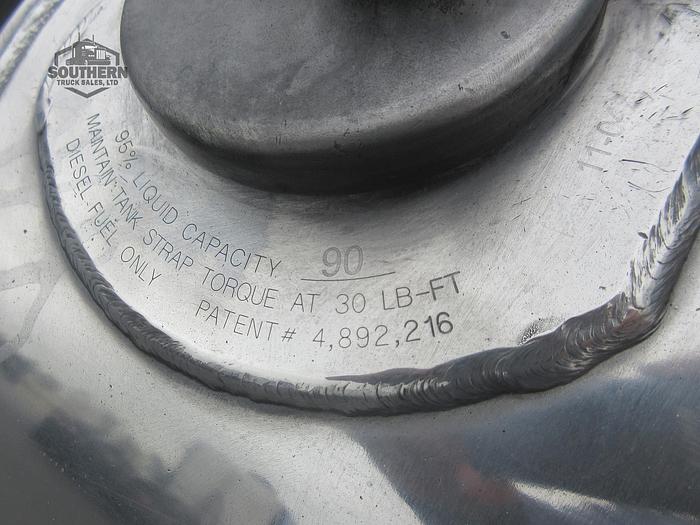 SOUTHERN
TRUCK SALES, LTD
95% LIQUID CAPACITY 90
MAINTAIN TANK STRAP TORQUE AT 30 LB-FT
DIESEL FUEL ONLY PATENT # 4,892,216